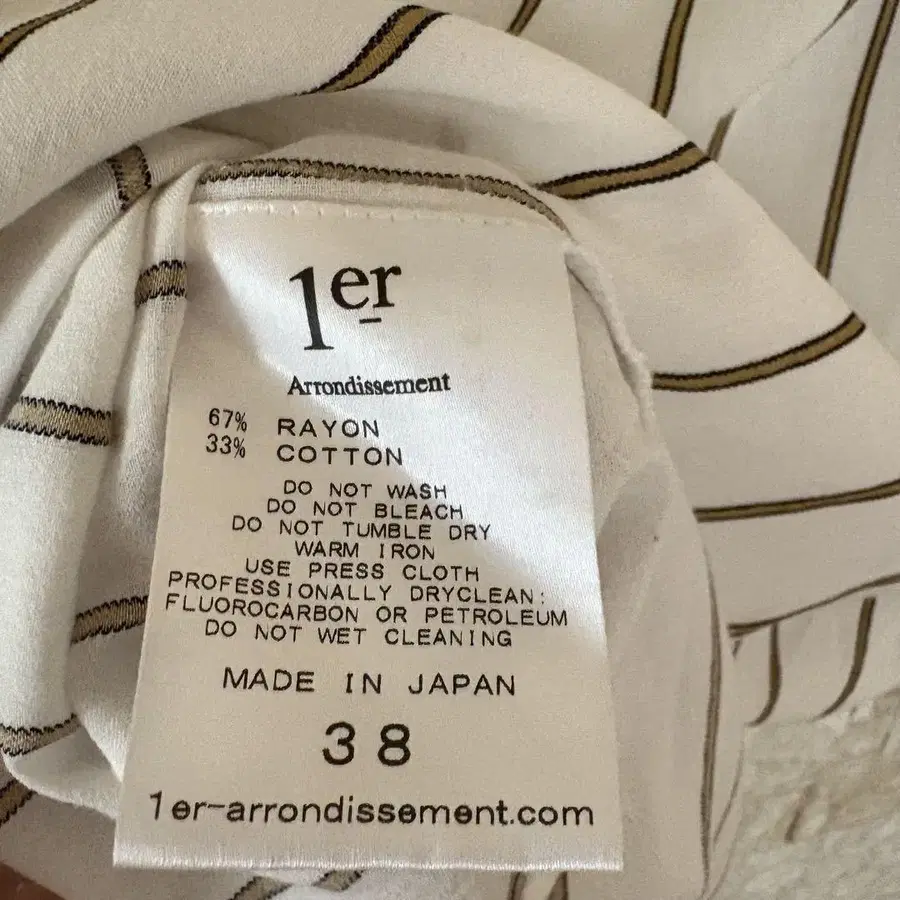 1er
Arrondissement
67% RAYON
33% COTTON
DO NOT WASH
DO NOT BLEACH
DO NOT TUMBLE DRY
WARM IRON
USE PRESS CLOTH
PROFESSIONALLY DRYCLEAN:
FLUOROCARBON OR PETROLEUM
DO NOT WET CLEANING
MADE IN JAPAN
38
1er-arrondissement.com